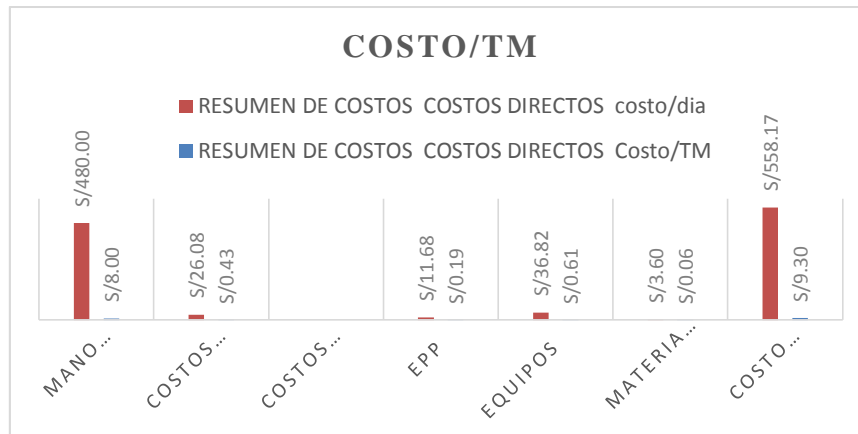 COSTO/TM
RESUMEN DE COSTOS COSTOS DIRECTOS costo/dia
RESUMEN DE COSTOS COSTOS DIRECTOS Costo/TM
S/480.00
S/8.00
S/26.08
S/0.43
S/11.68
S/0.19
S/36.82
S/0.61
S/3.60
S/0.06
S/558.17
S/9.30
MANO…
COSTOS…
COSTOS…
EPP
EQUIPOS
MATERIA…
COSTO…